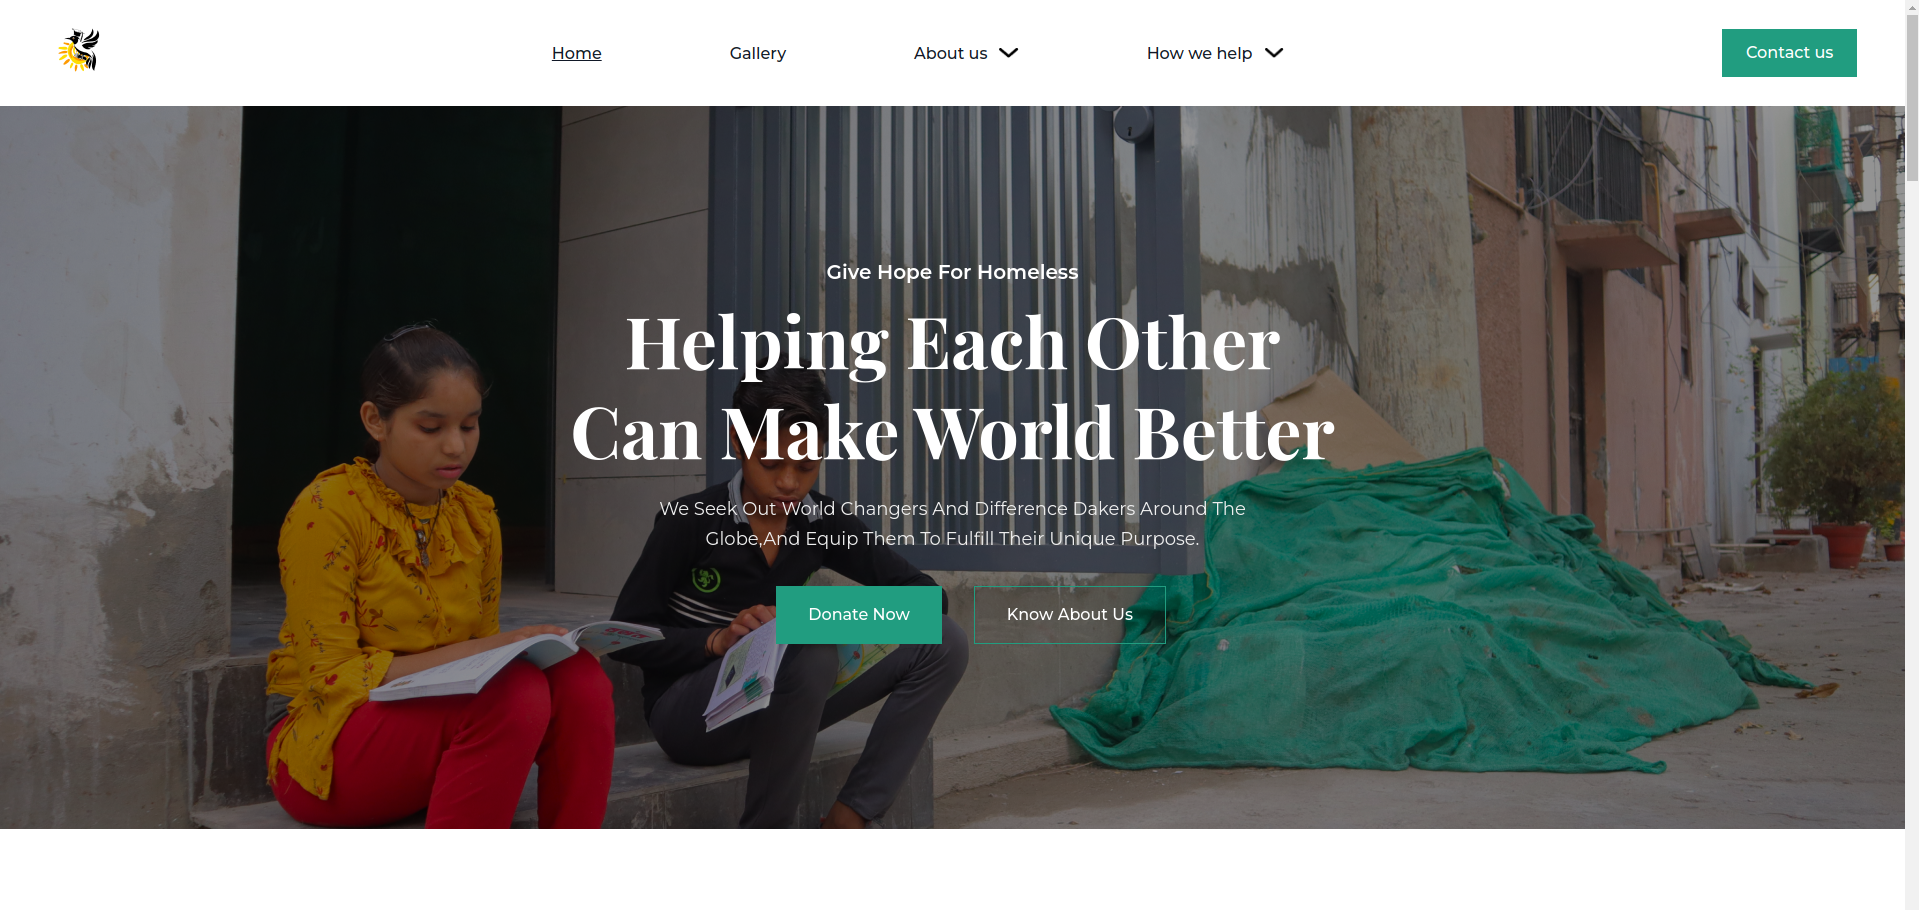 Home
Gallery
About us
How we help
Contact us
Give Hope For Homeless
Helping Each Other
Can Make World Better
We Seek Out World Changers And Difference Dakers Around The
Globe,And Equip Them To Fulfill Their Unique Purpose.
Donate Now
Know About Us